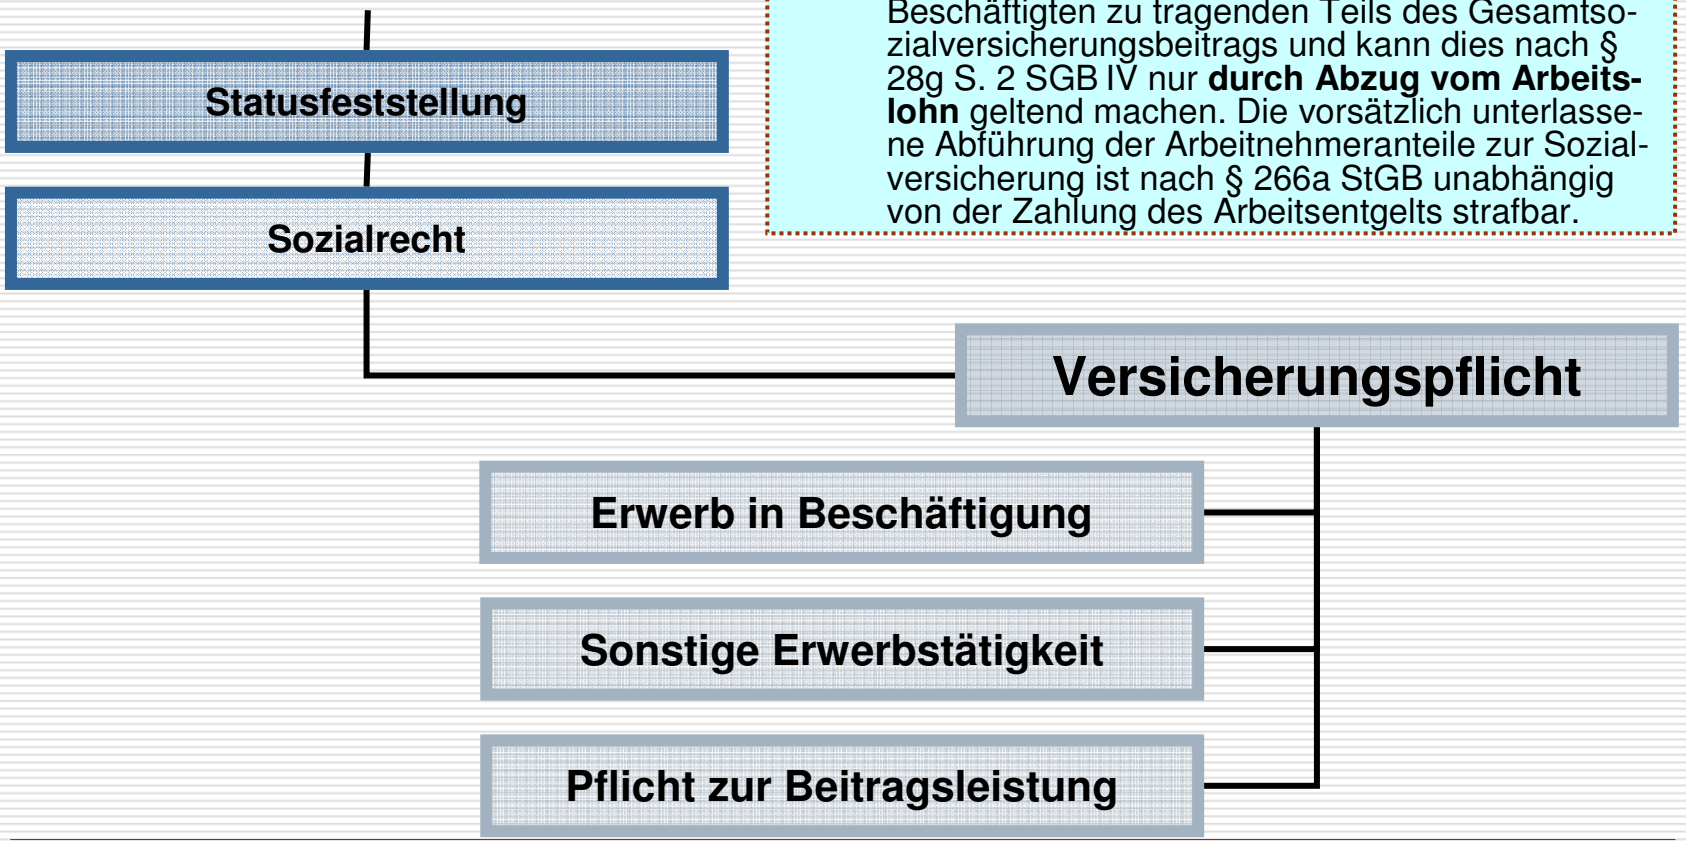 Beschäftigten zu tragenden Teils des Gesamtso-
zialversicherungsbeitrags und kann dies nach §
28g S. 2 SGB IV nur durch Abzug vom Arbeits-
lohn geltend machen. Die vorsätzlich unterlasse-
ne Abführung der Arbeitnehmeranteile zur Sozial-
versicherung ist nach § 266a StGB unabhängig
von der Zahlung des Arbeitsentgelts strafbar.
Statusfeststellung
Sozialrecht
Versicherungspflicht
Erwerb in Beschäftigung
Sonstige Erwerbstätigkeit
Pflicht zur Beitragsleistung